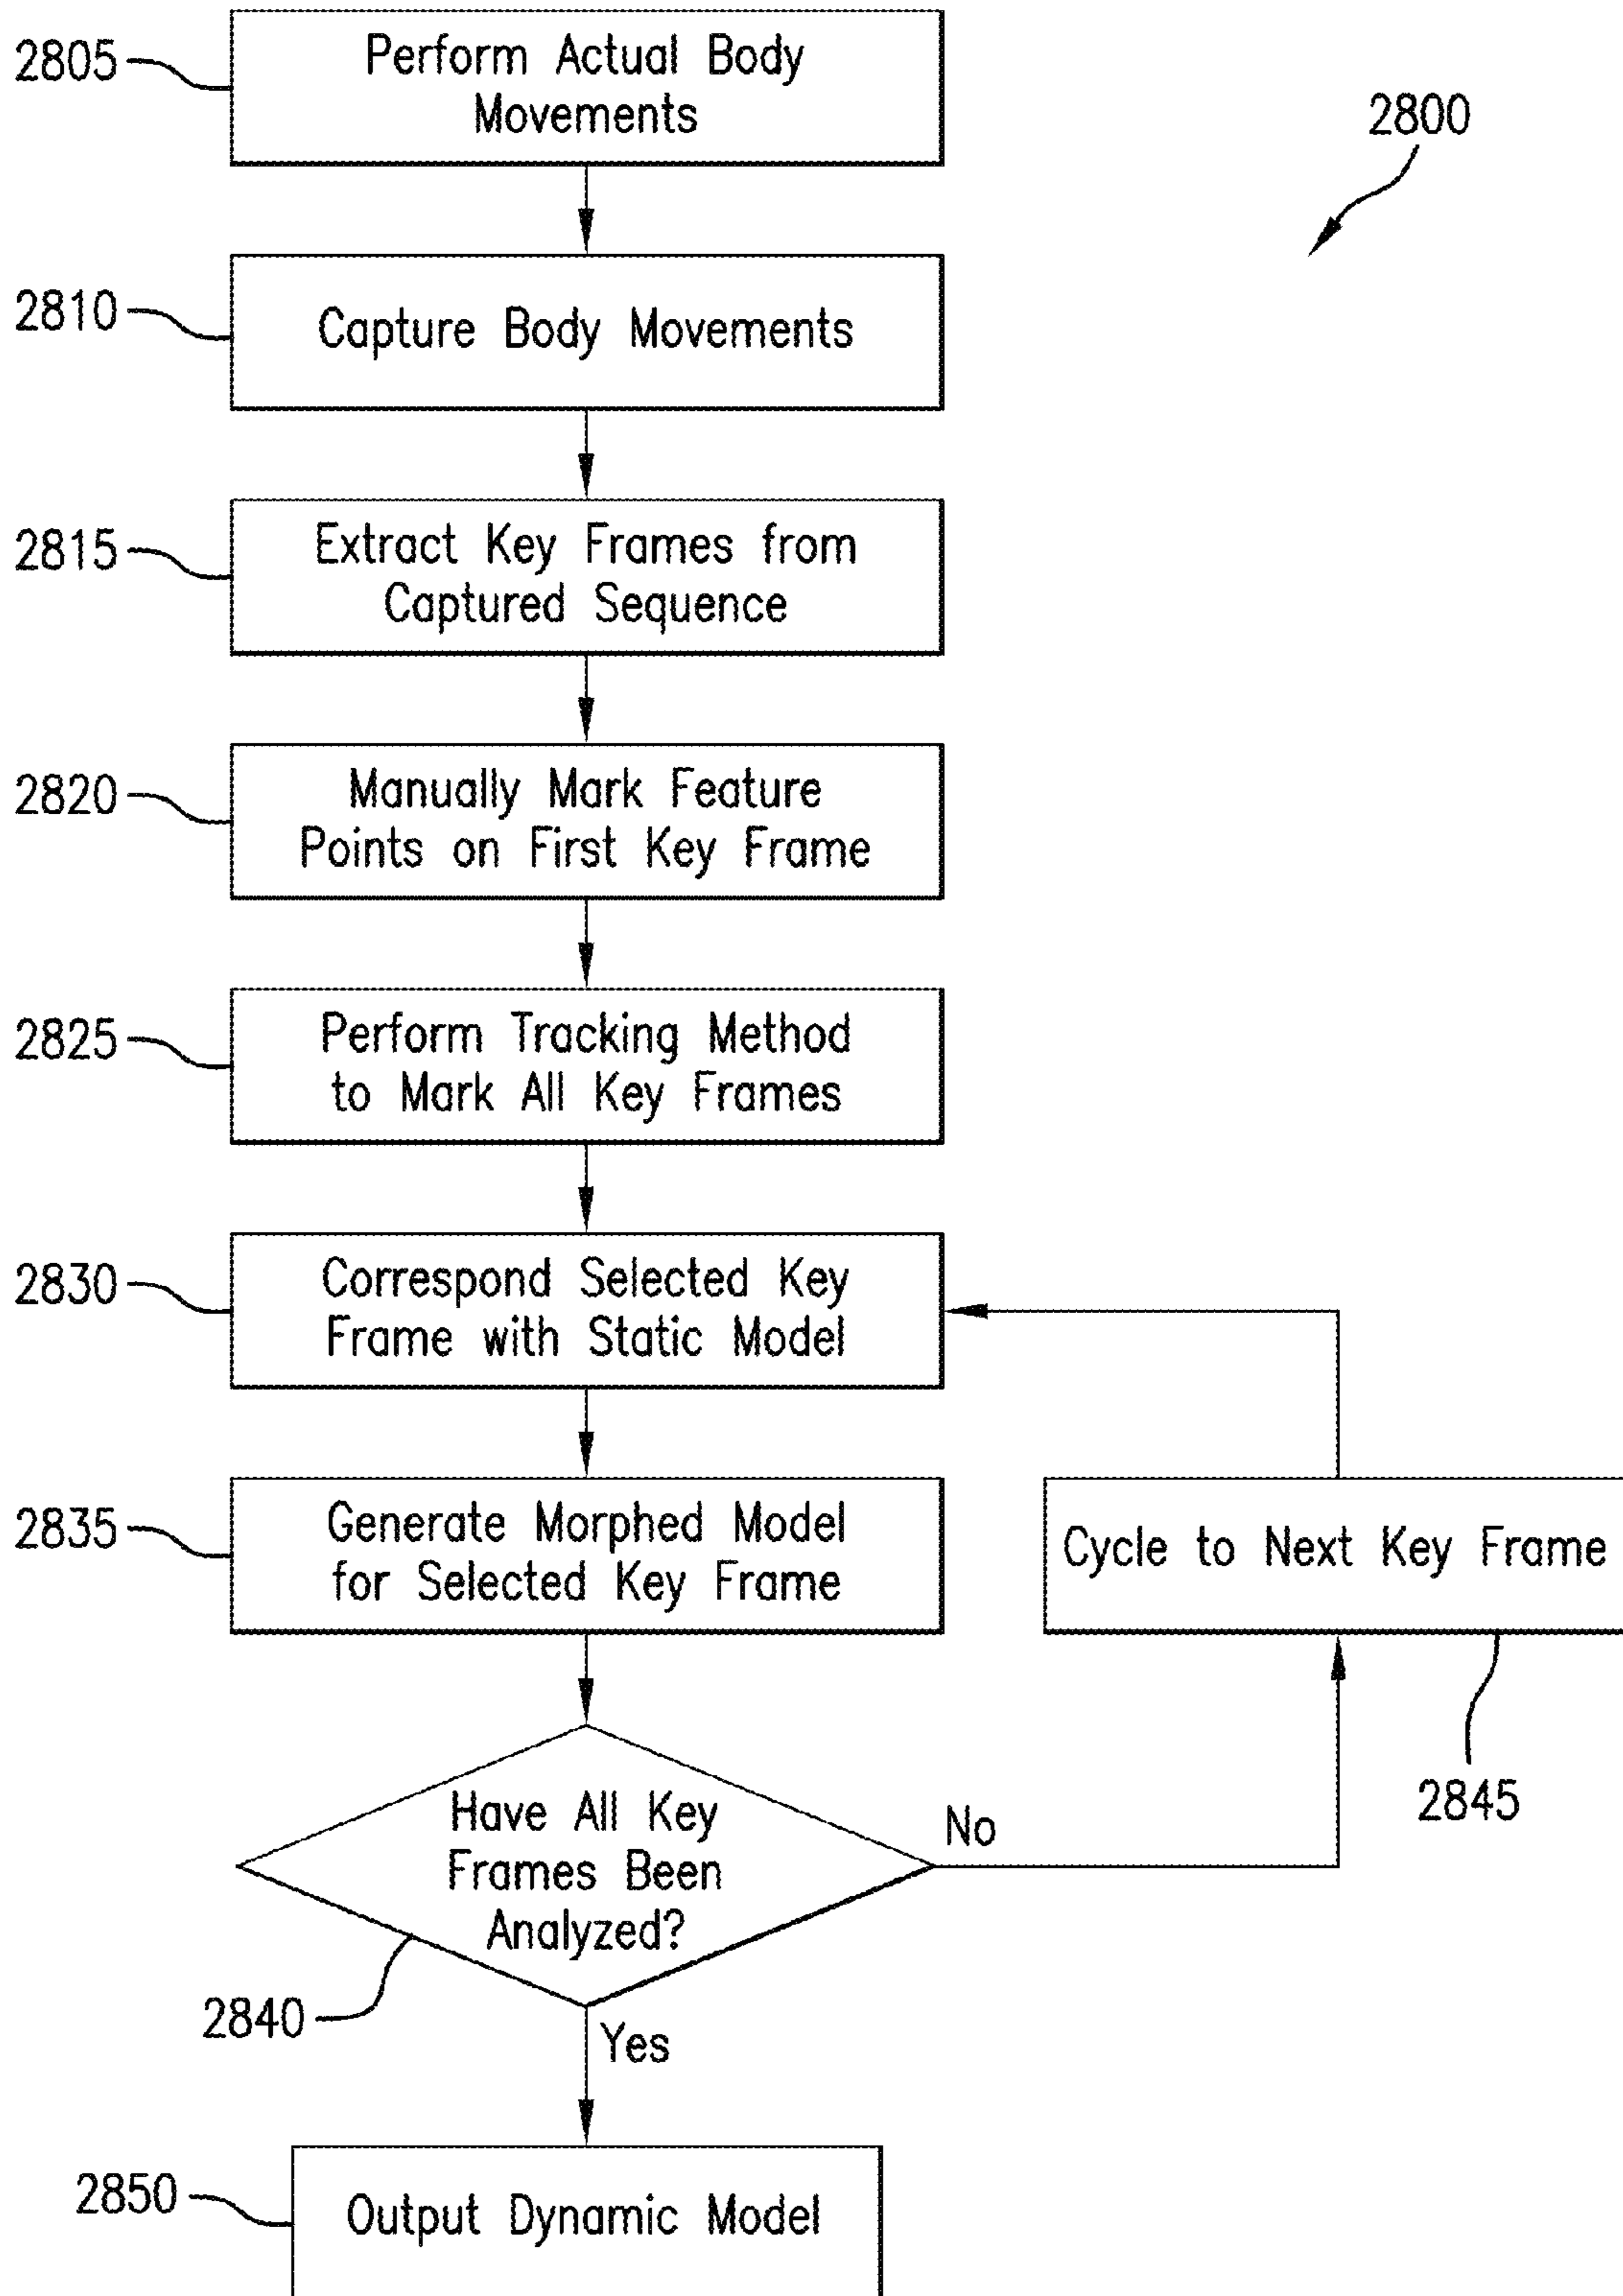 2805
Perform Actual Body
Movements
2800
2810
Capture Body Movements
2815
Extract Key Frames from
Captured Sequence
2820
Manually Mark Feature
Points on First Key Frame
2825
Perform Tracking Method
to Mark All Key Frames
2830
Correspond Selected Key
Frame with Static Model
2835
Generate Morphed Model
for Selected Key Frame
Cycle to Next Key Frame
2845
Have All Key
Frames Been
Analyzed?
No
2840
Yes
2850
Output Dynamic Model